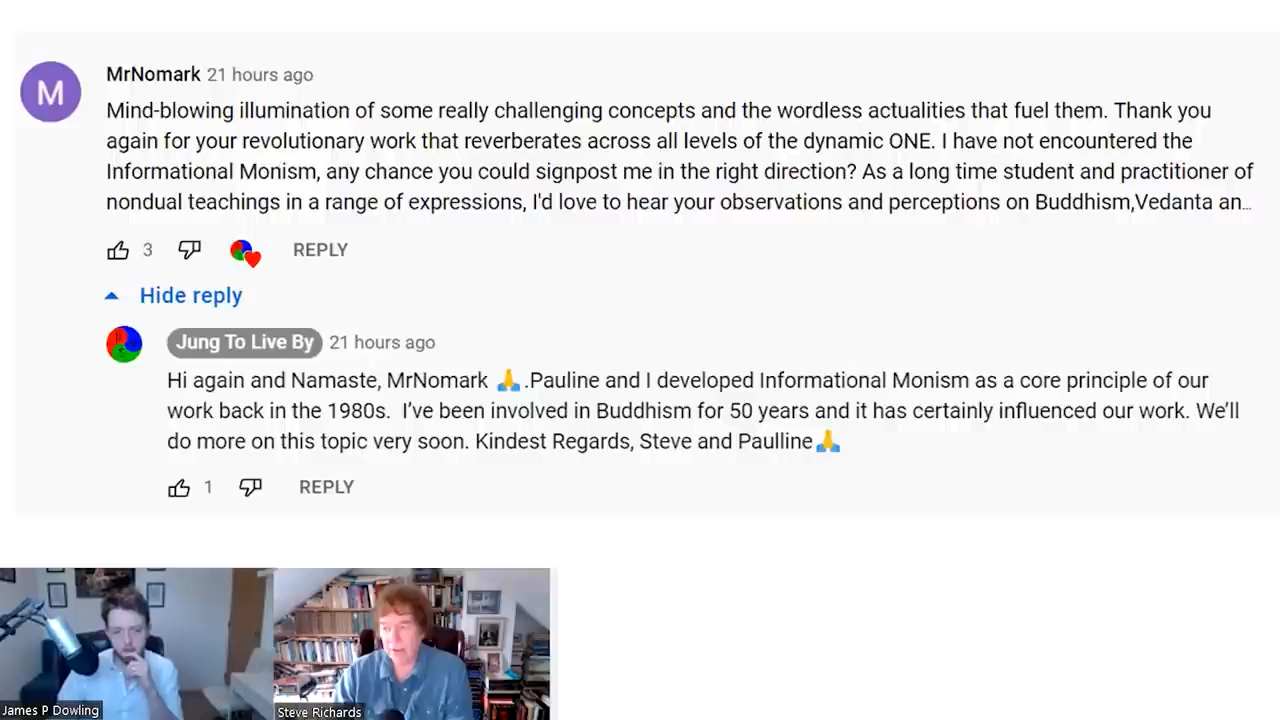 M
MrNomark 21 hours ago
Mind-blowing illumination of some really challenging concepts and the wordless actualities that fuel them. Thank you
again for your revolutionary work that reverberates across all levels of the dynamic ONE. I have not encountered the
Informational Monism, any chance you could signpost me in the right direction? As a long time student and practitioner of
nondual teachings in a range of expressions, I'd love to hear your observations and perceptions on Buddhism,Vedanta an...
3 REPLY
Hide reply
Jung To Live By 21 hours ago
Hi again and Namaste, MrNomark 🙏.Pauline and I developed Informational Monism as a core principle of our
work back in the 1980s. I’ve been involved in Buddhism for 50 years and it has certainly influenced our work. We’ll
do more on this topic very soon. Kindest Regards, Steve and Paulline🙏
1 REPLY
James P Dowling
Steve Richards